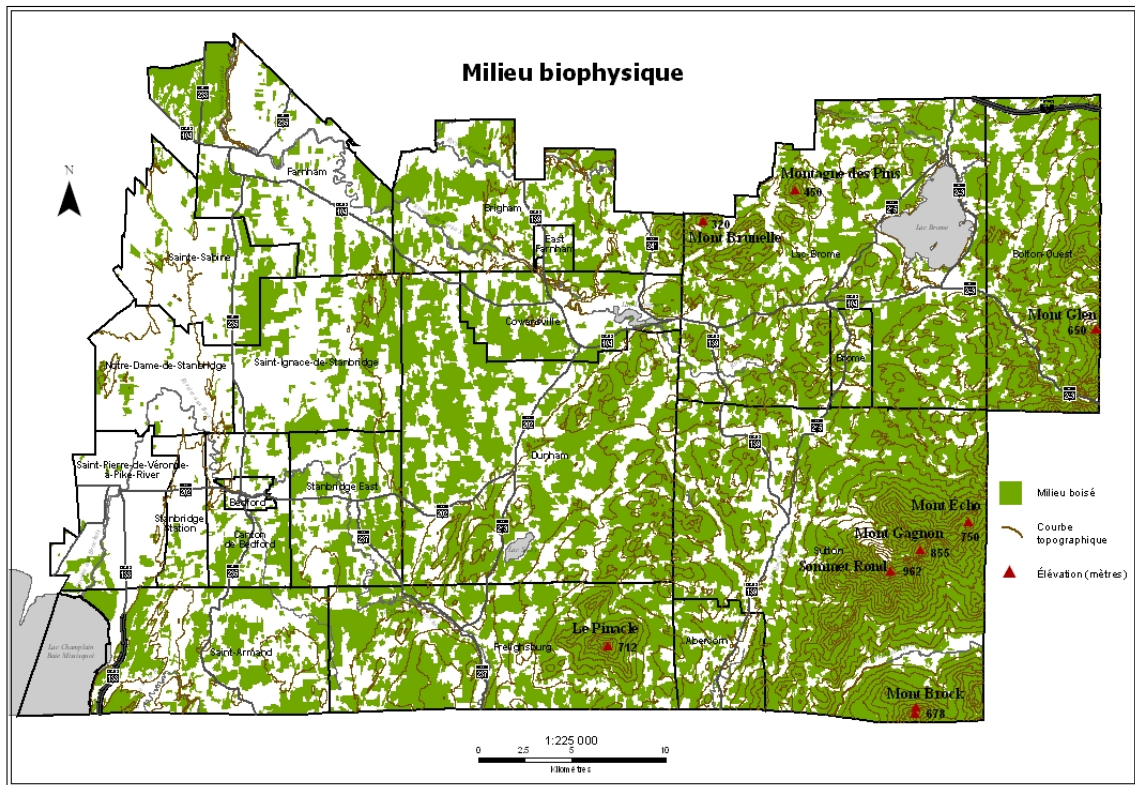 Milieu biophysique
N
Farnham
Brigham
East
Farnham
Montagne des Pins
450
320
Mont Brunelle
Lac-Brome
Lac Brome
Bolton-Ouest
Mont Glen
650
Sainte-Sabine
Cowansville
Brome
Notre-Dame-de-Stanbridge
Saint-Ignace-de-Stanbridge
Dunham
Saint-Pierre-de-Véronne-
à-Pike-River
Bedford
Stanbridge East
Stanbridge
Station
Canton
de Bedford
Mont Echo
750
Mont Gagnon
855
Sutton
Sommet Rond
962
Milieu boisé
Courbe
topographique
Élévation (mètres)
Lac Champlain
Baie Missisquoi
Saint-Armand
Frelighsburg
Le Pinacle
712
Abercorn
Mont Brock
678
1:225 000
0 2.5 5 10
Kilomètres